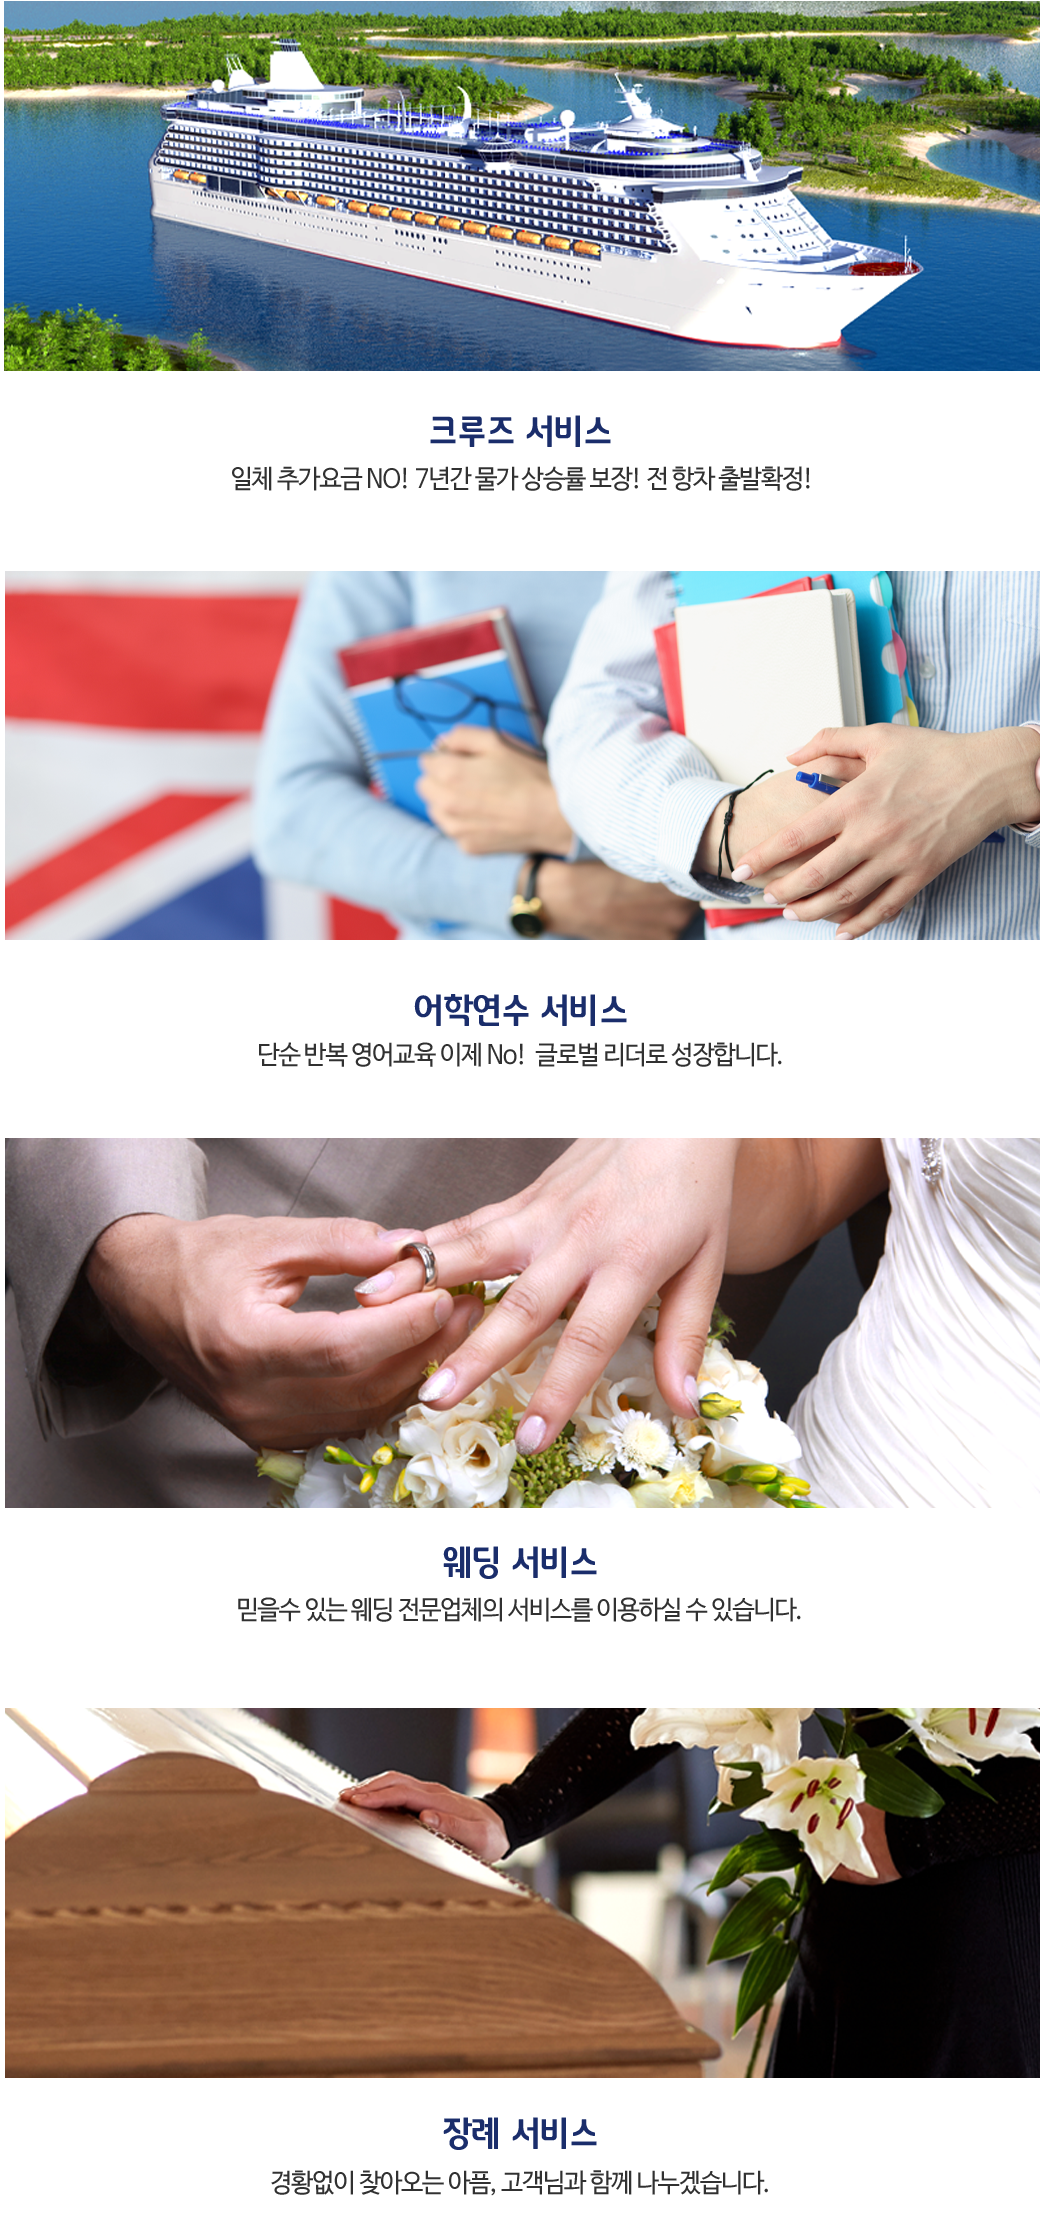 크루즈 서비스
일체 추가요금 NO! 7년간 물가 상승률 보장! 전 항차 출발확정!
어학연수 서비스
단순 반복 영어교육 이제 No! 글로벌 리더로 성장합니다.
웨딩 서비스
믿을수 있는 웨딩 전문업체의 서비스를 이용하실 수 있습니다.
장례 서비스
경황없이 찾아오는 아픔, 고객님과 함께 나누겠습니다.